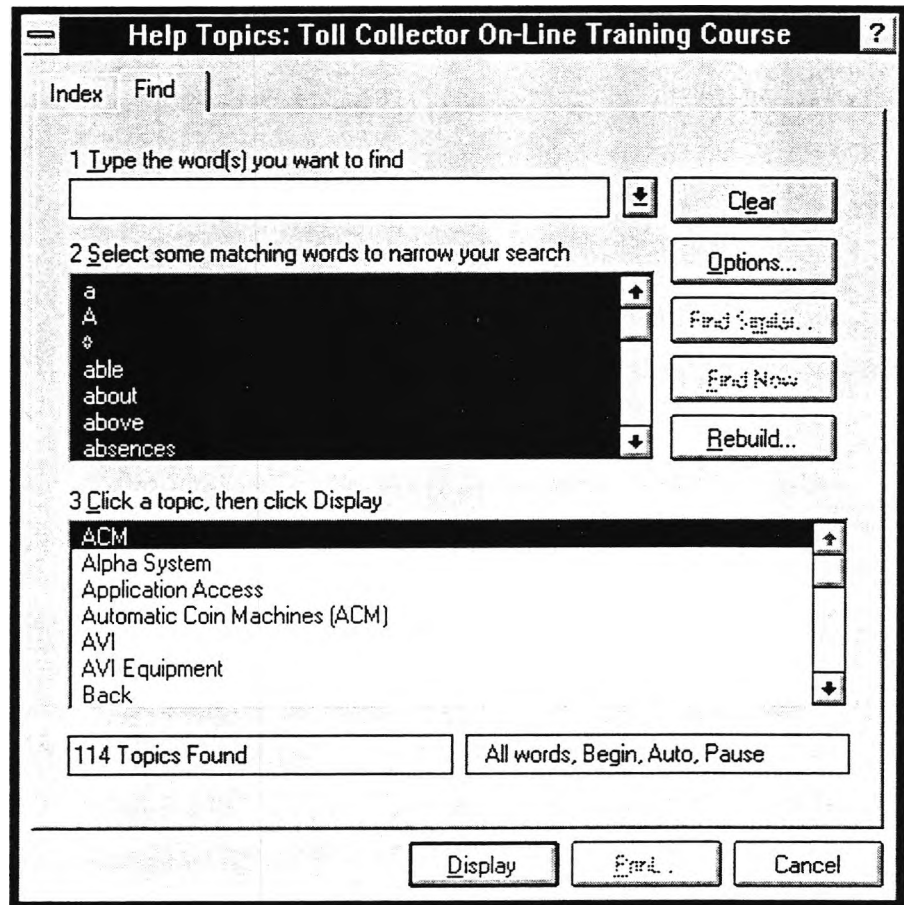 Help Topics: Toll Collector On-Line Training Course ?
Index Find
1 Type the word(s) you want to find
Clear
2 Select some matching words to narrow your search
Options...
a
A
◊
able
about
above
absences
Find Similar...
Find Now
Rebuild...
3 Click a topic, then click Display
ACM
Alpha System
Application Access
Automatic Coin Machines (ACM)
AVI
AVI Equipment
Back
114 Topics Found
All words, Begin, Auto, Pause
Display Print... Cancel